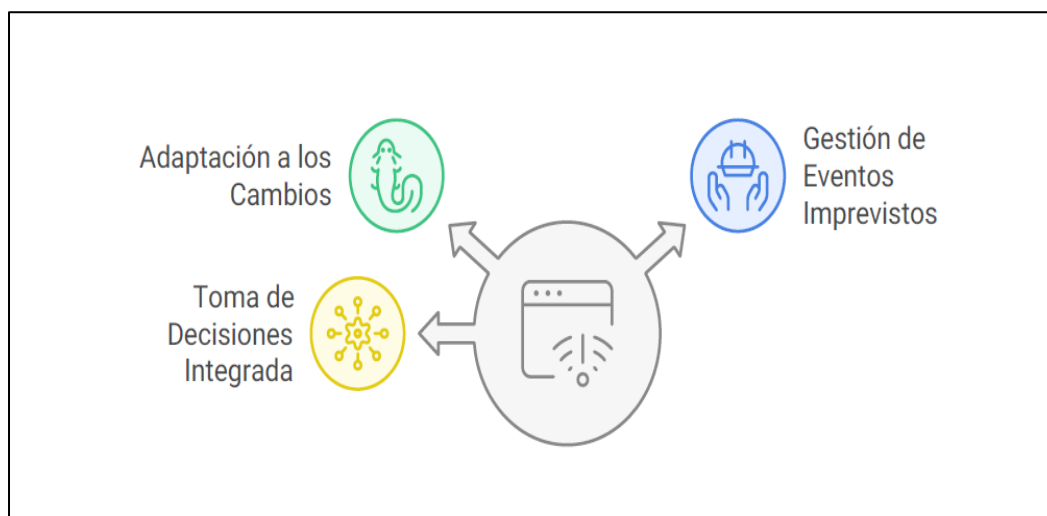 Adaptación a los
Cambios
Gestión de
Eventos
Imprevistos
Toma de
Decisiones
Integrada